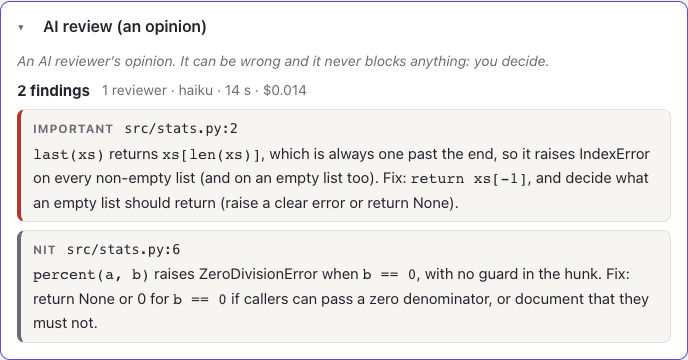 AI review (an opinion)
An AI reviewer's opinion. It can be wrong and it never blocks anything: you decide.
2 findings 1 reviewer · haiku · 14 s · $0.014
IMPORTANT src/stats.py:2
last(xs) returns xs[len(xs)], which is always one past the end, so it raises IndexError
on every non-empty list (and on an empty list too). Fix: return xs[-1], and decide what
an empty list should return (raise a clear error or return None).
NIT src/stats.py:6
percent(a, b) raises ZeroDivisionError when b == 0, with no guard in the hunk. Fix:
return None or 0 for b == 0 if callers can pass a zero denominator, or document that they
must not.